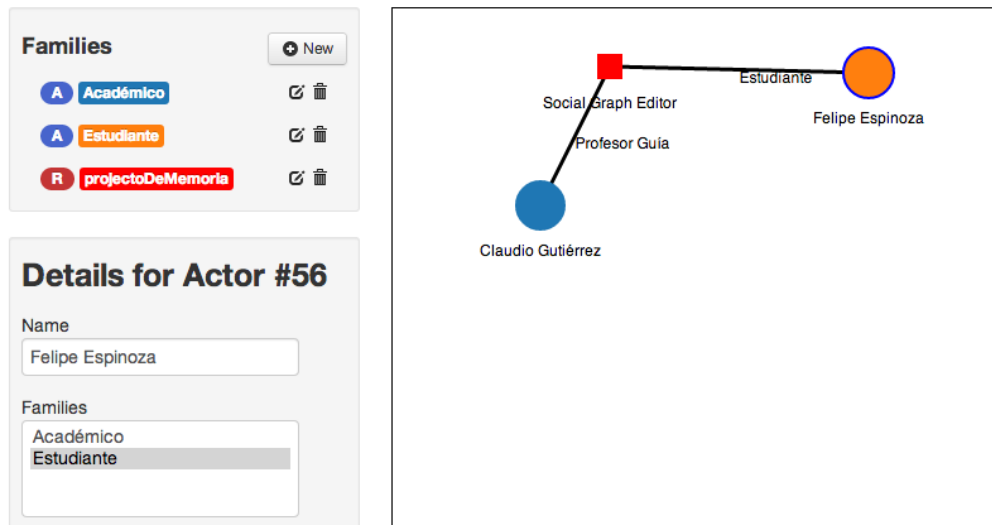 Families
New
A Académico
A Estudiante
R projectoDeMemoria
Details for Actor #56
Name
Felipe Espinoza
Families
Académico
Estudiante
Estudiante
Social Graph Editor
Felipe Espinoza
Profesor Guía
Claudio Gutiérrez